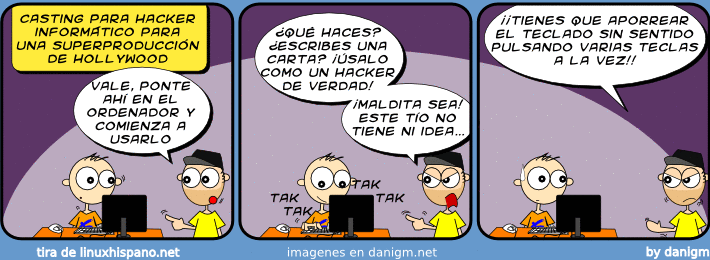 CASTING PARA HACKER
INFORMÁTICO PARA
UNA SUPERPRODUCCIÓN
DE HOLLYWOOD
VALE, PONTE
AHÍ EN EL
ORDENADOR Y
COMIENZA A
USARLO
¿QUÉ HACES?
¿ESCRIBES UNA
CARTA? ¡ÚSALO
COMO UN HACKER
DE VERDAD!
¡MALDITA SEA!
ESTE TÍO NO
TIENE NI IDEA...
TAK
TAK
TAK
TAK
¡¡TIENES QUE APORREAR
EL TECLADO SIN SENTIDO
PULSANDO VARIAS TECLAS
A LA VEZ!!
tira de linuxhispano.net
imagenes en danigm.net
by danigm